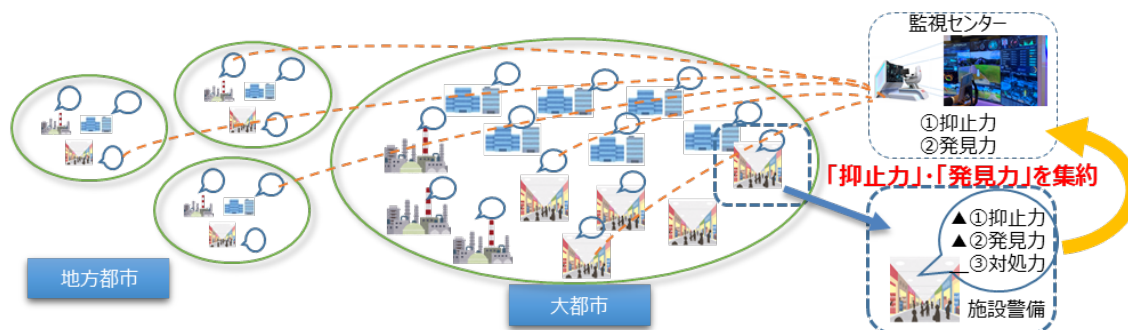 監視センター
①抑止力
②発見力
「抑止力」・「発見力」を集約
▲①抑止力
▲②発見力
＿③対処力
施設警備
地方都市
大都市